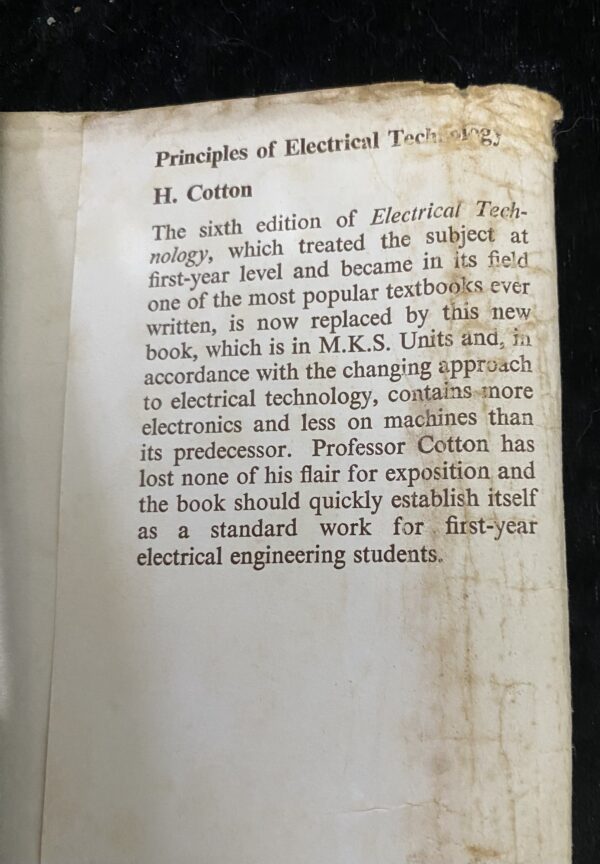 Principles of Electrical Technology
H. Cotton
The sixth edition of Electrical Tech-
nology, which treated the subject at
first-year level and became in its field
one of the most popular textbooks ever
written, is now replaced by this new
book, which is in M.K.S. Units and, in
accordance with the changing approach
to electrical technology, contains more
electronics and less on machines than
its predecessor. Professor Cotton has
lost none of his flair for exposition and
the book should quickly establish itself
as a standard work for first-year
electrical engineering students.